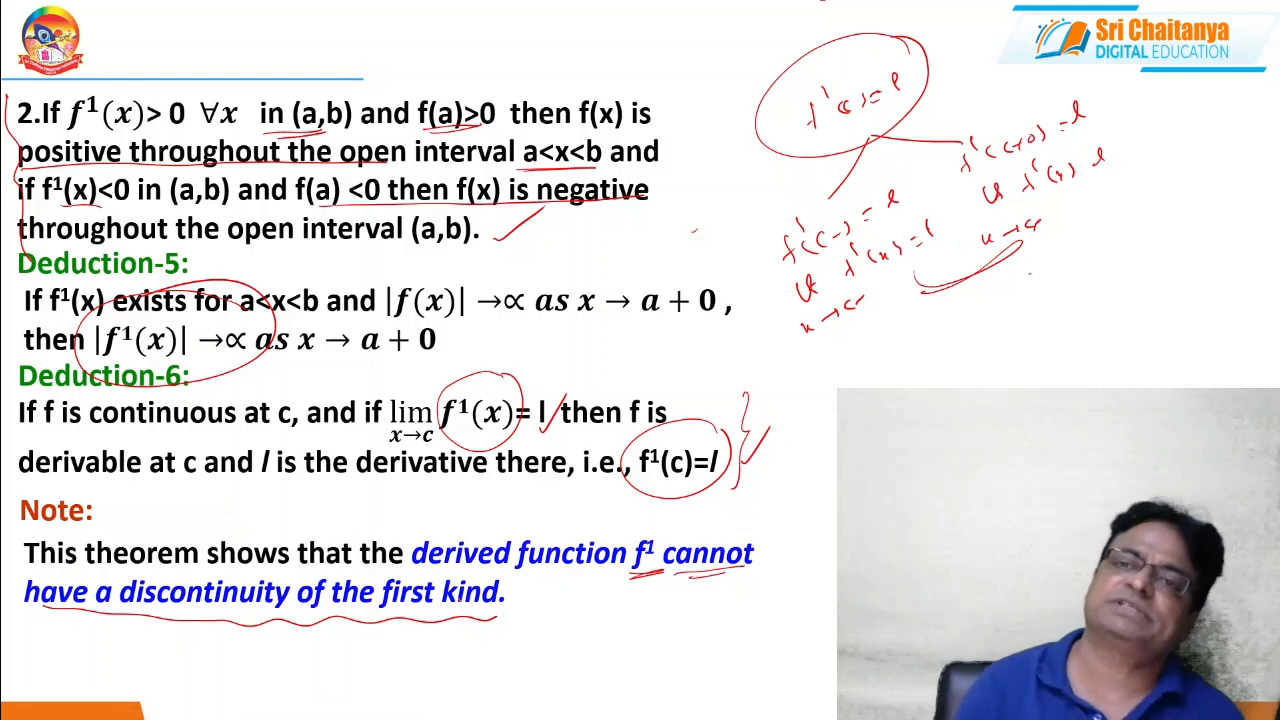 Sri Chaitanya
DIGITAL EDUCATION
2.If f¹(x)> 0 ∀x in (a,b) and f(a)>0 then f(x) is
positive throughout the open interval a<x<b and
if f¹(x)<0 in (a,b) and f(a) <0 then f(x) is negative
throughout the open interval (a,b).
Deduction-5:
If f¹(x) exists for a<x<b and |f(x)| →∝ as x → a + 0 ,
then |f¹(x)| →∝ as x → a + 0
Deduction-6:
If f is continuous at c, and if lim x→c f¹(x)= l then f is
derivable at c and l is the derivative there, i.e., f¹(c)=l
Note:
This theorem shows that the derived function f¹ cannot
have a discontinuity of the first kind.
f'(c)=l
f'(c+0)=l
f'(x)=l
f'(c-)=l
f'(x)=l